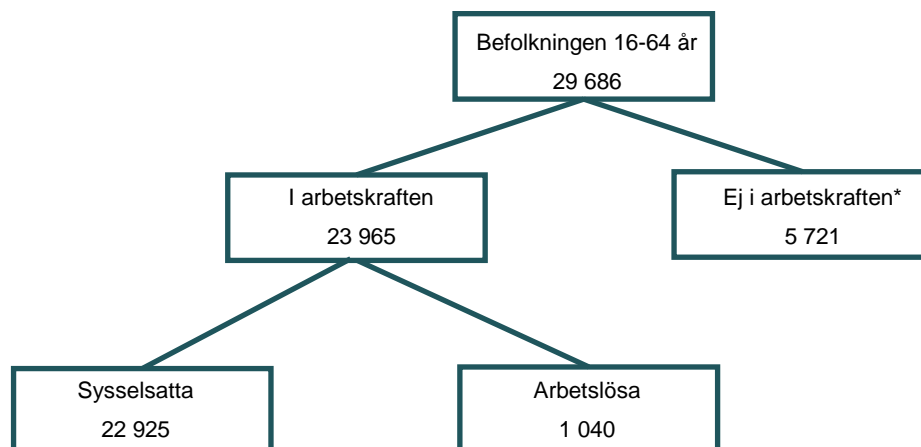 Befolkningen 16-64 år
29 686
I arbetskraften
23 965
Ej i arbetskraften*
5 721
Sysselsatta
22 925
Arbetslösa
1 040